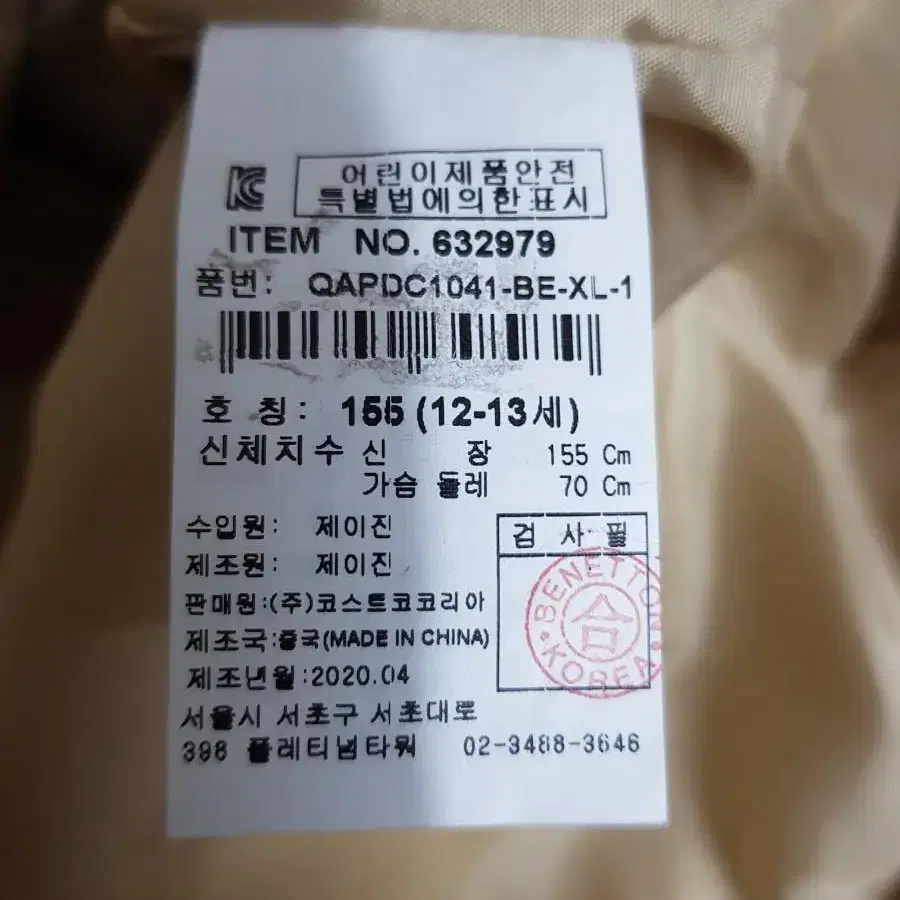 KC
어린이제품안전
특별법에의한표시
ITEM NO. 632979
품번: QAPDC1041-BE-XL-1
호 칭: 155 (12-13세)
신체치수 신 장 155 Cm
가슴 둘레 70 Cm
수입원: 제이진
제조원: 제이진
판매원:(주)코스트코코리아
제조국:중국(MADE IN CHINA)
제조년월:2020.04
서울시 서초구 서초대로
398 플레티넘타워 02-3488-3646
검 사 필
BENETTON
합
KOREA